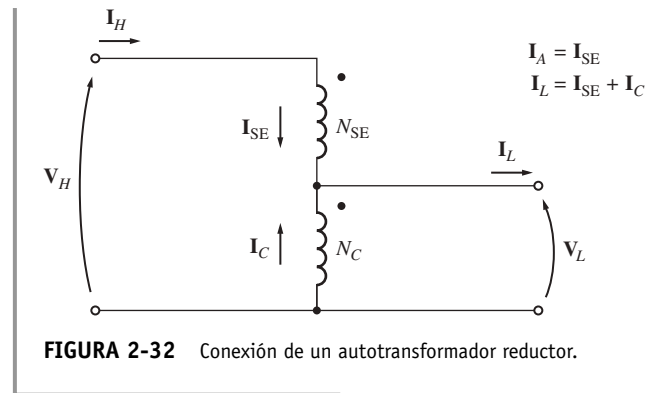 I_H
I_A = I_SE
I_L = I_SE + I_C
I_SE
N_SE
I_L
V_H
I_C
N_C
V_L
FIGURA 2-32 Conexión de un autotransformador reductor.